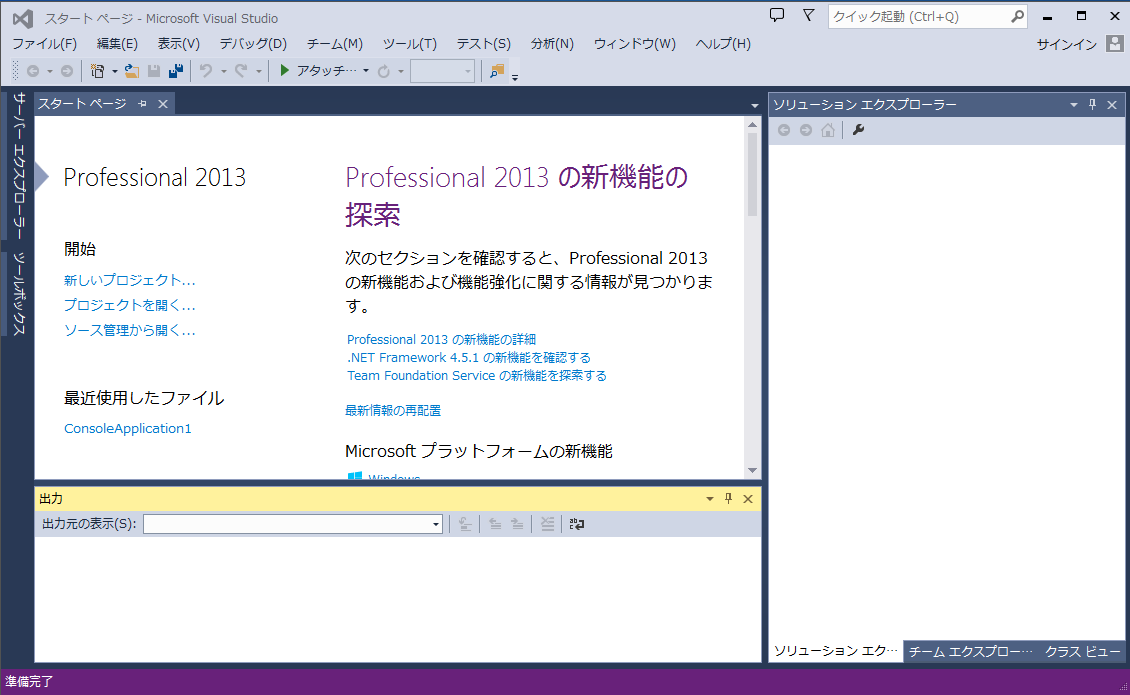 スタート ページ - Microsoft Visual Studio
クイック起動 (Ctrl+Q)
ファイル(F) 編集(E) 表示(V) デバッグ(D) チーム(M) ツール(T) テスト(S) 分析(N) ウィンドウ(W) ヘルプ(H)
サインイン
アタッチ…
サーバー エクスプローラー
ツールボックス
スタート ページ
Professional 2013
開始
新しいプロジェクト...
プロジェクトを開く...
ソース管理から開く...
最近使用したファイル
ConsoleApplication1
Professional 2013 の新機能の
探索
次のセクションを確認すると、Professional 2013
の新機能および機能強化に関する情報が見つかりま
す。
Professional 2013 の新機能の詳細
.NET Framework 4.5.1 の新機能を確認する
Team Foundation Service の新機能を探索する
最新情報の再配置
Microsoft プラットフォームの新機能
Windows
出力
出力元の表示(S):
ソリューション エクスプローラー
ソリューション エク…
チーム エクスプロー…
クラス ビュー
準備完了